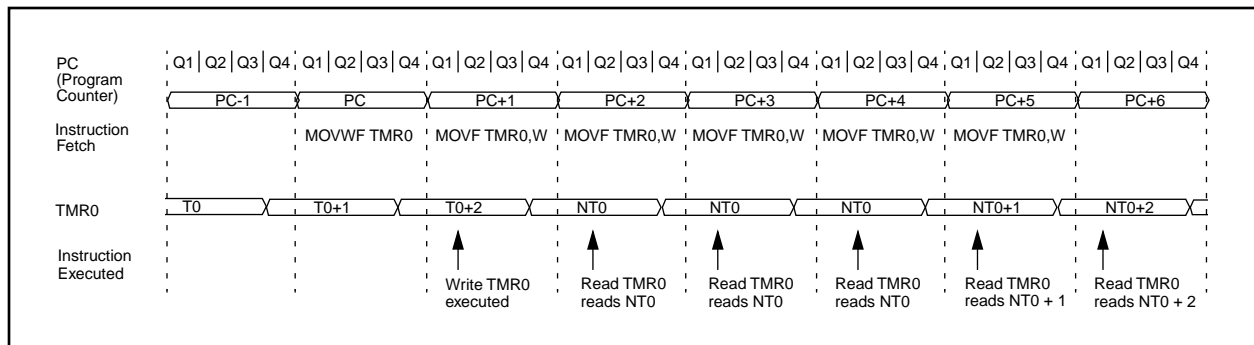 PC
(Program
Counter)
Q1 Q2 Q3 Q4 Q1 Q2 Q3 Q4 Q1 Q2 Q3 Q4 Q1 Q2 Q3 Q4 Q1 Q2 Q3 Q4 Q1 Q2 Q3 Q4 Q1 Q2 Q3 Q4 Q1 Q2 Q3 Q4
PC-1 PC PC+1 PC+2 PC+3 PC+4 PC+5 PC+6
Instruction
Fetch
MOVWF TMR0 MOVF TMR0,W MOVF TMR0,W MOVF TMR0,W MOVF TMR0,W MOVF TMR0,W
TMR0
T0 T0+1 T0+2 NT0 NT0 NT0 NT0+1 NT0+2
Instruction
Executed
Write TMR0
executed
Read TMR0
reads NT0
Read TMR0
reads NT0
Read TMR0
reads NT0
Read TMR0
reads NT0 + 1
Read TMR0
reads NT0 + 2